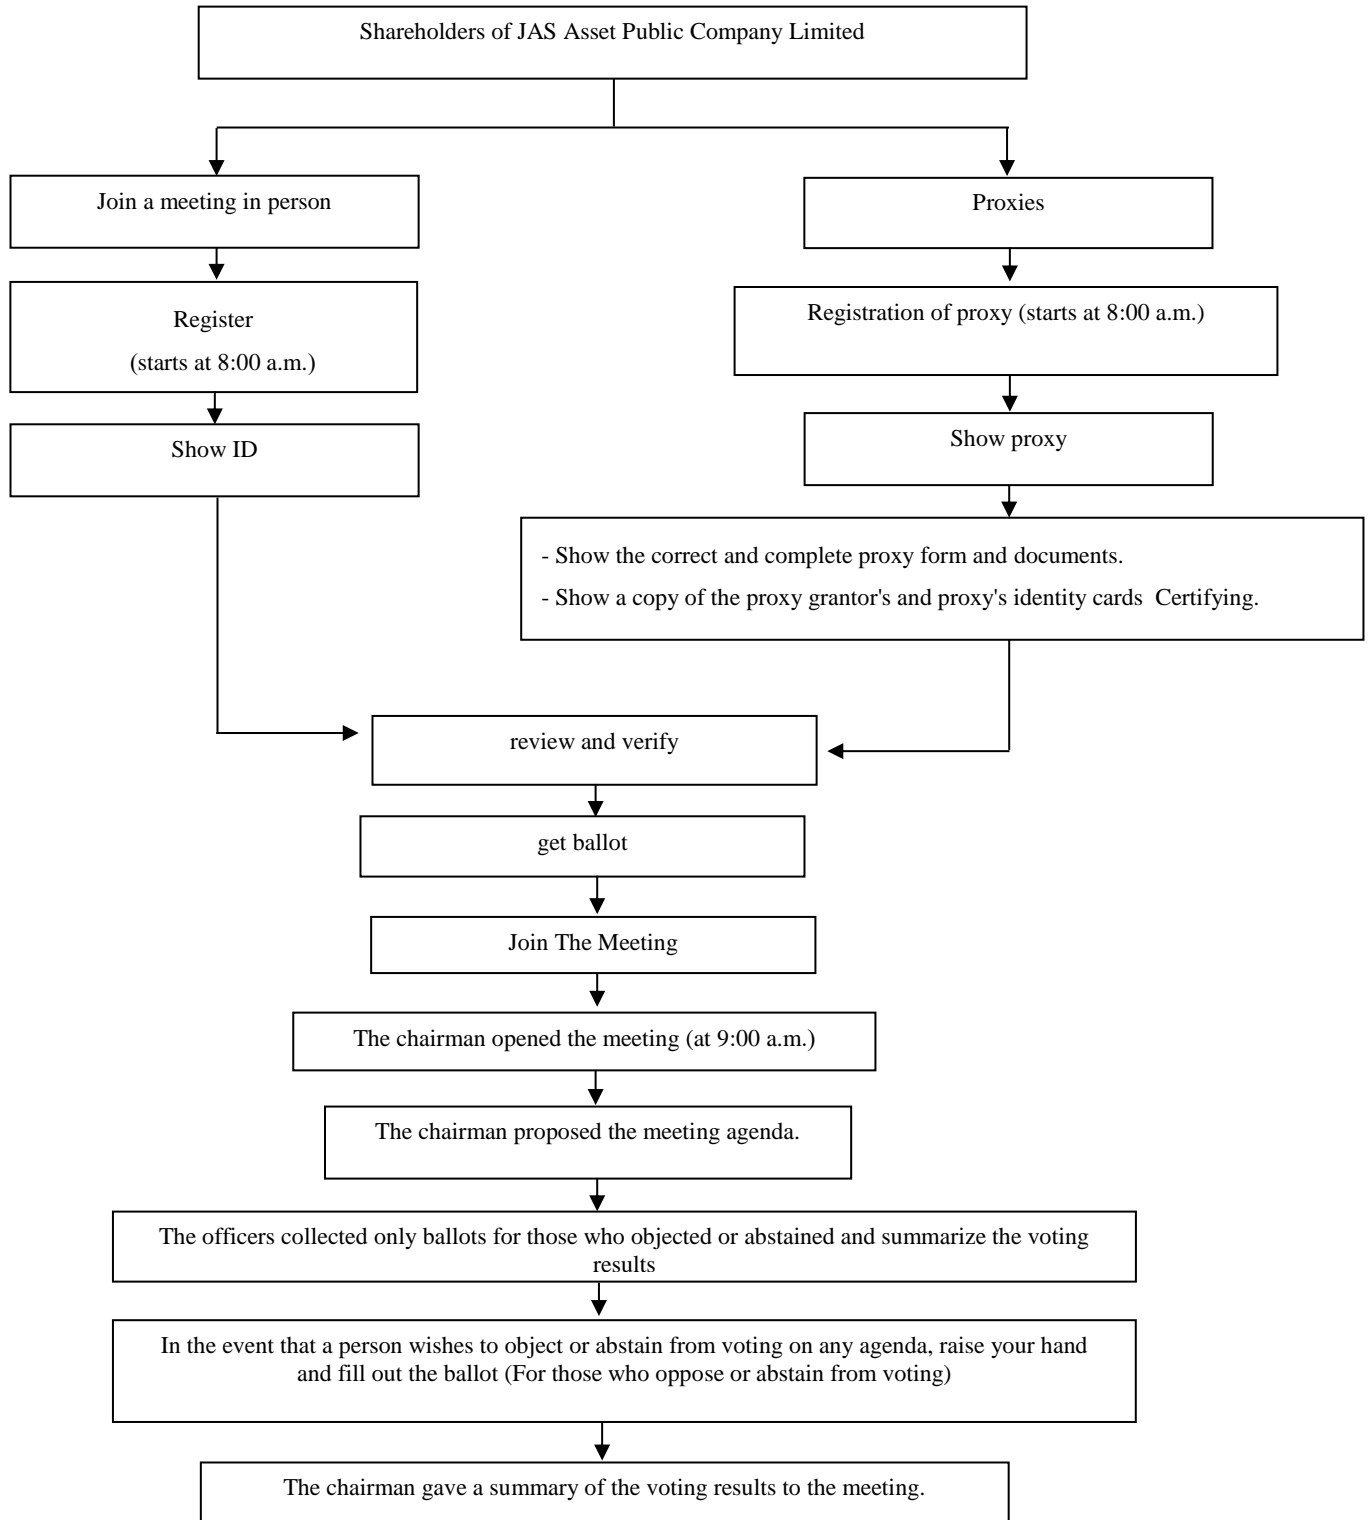 Shareholders of JAS Asset Public Company Limited
Join a meeting in person
Proxies
Register
(starts at 8:00 a.m.)
Registration of proxy (starts at 8:00 a.m.)
Show ID
Show proxy
- Show the correct and complete proxy form and documents.
- Show a copy of the proxy grantor's and proxy's identity cards  Certifying.
review and verify
get ballot
Join The Meeting
The chairman opened the meeting (at 9:00 a.m.)
The chairman proposed the meeting agenda.
The officers collected only ballots for those who objected or abstained and summarize the voting
results
In the event that a person wishes to object or abstain from voting on any agenda, raise your hand
and fill out the ballot (For those who oppose or abstain from voting)
The chairman gave a summary of the voting results to the meeting.